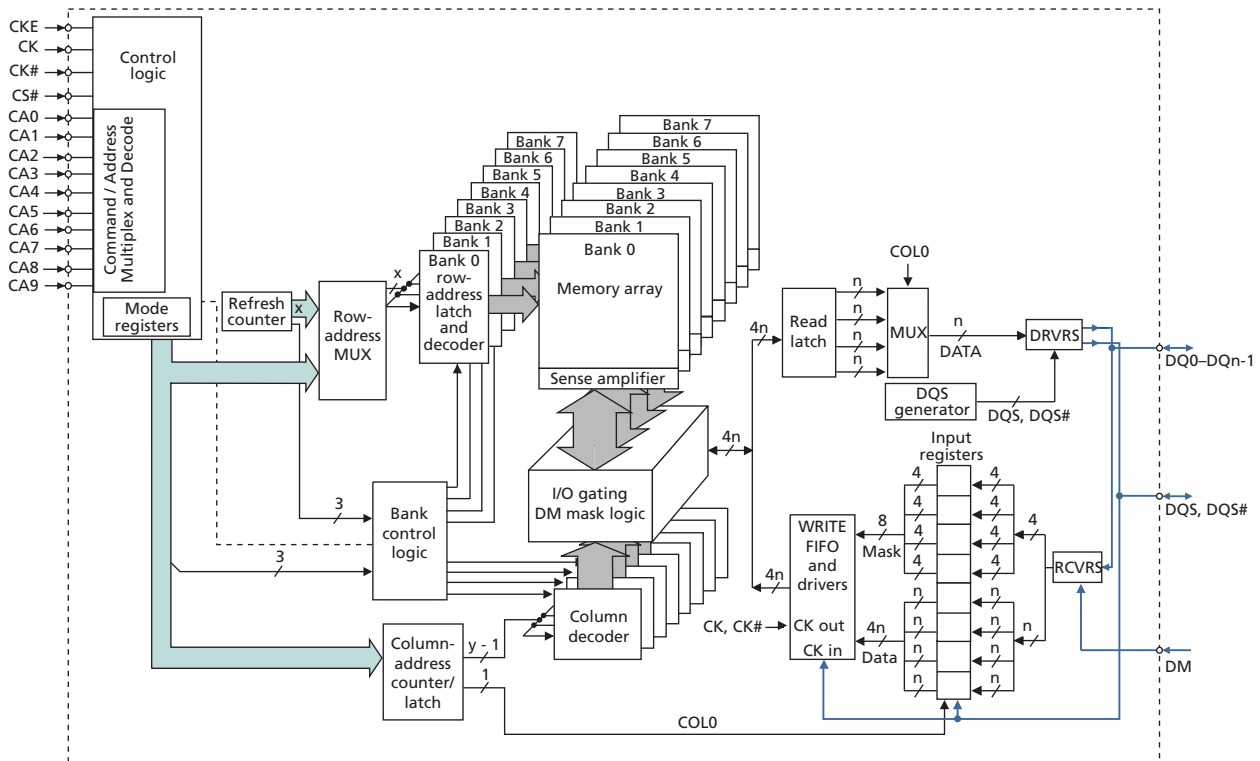 CKE
CK
CK#
CS#
CA0
CA1
CA2
CA3
CA4
CA5
CA6
CA7
CA8
CA9
Control
logic
Command / Address
Multiplex and Decode
Mode
registers
Refresh
counter
x
Row-
address
MUX
x
Bank 7
Bank 6
Bank 5
Bank 4
Bank 3
Bank 2
Bank 1
Bank 0
row-
address
latch
and
decoder
Bank 7
Bank 6
Bank 5
Bank 4
Bank 3
Bank 2
Bank 1
Bank 0
Memory array
Sense amplifier
3
3
Bank
control
logic
I/O gating
DM mask logic
Column
decoder
Column-
address
counter/
latch
y - 1
1
COL0
4n
4n
4n
Read
latch
n
n
n
n
COL0
MUX
n
DATA
DRVRS
DQS
generator
DQS, DQS#
DQ0–DQn-1
DQS, DQS#
DM
Input
registers
4
4
4
4
4
4
4
4
4
n
n
n
n
n
n
n
n
n
RCVRS
8
Mask
4n
Data
WRITE
FIFO
and
drivers
CK out
CK in
CK, CK#